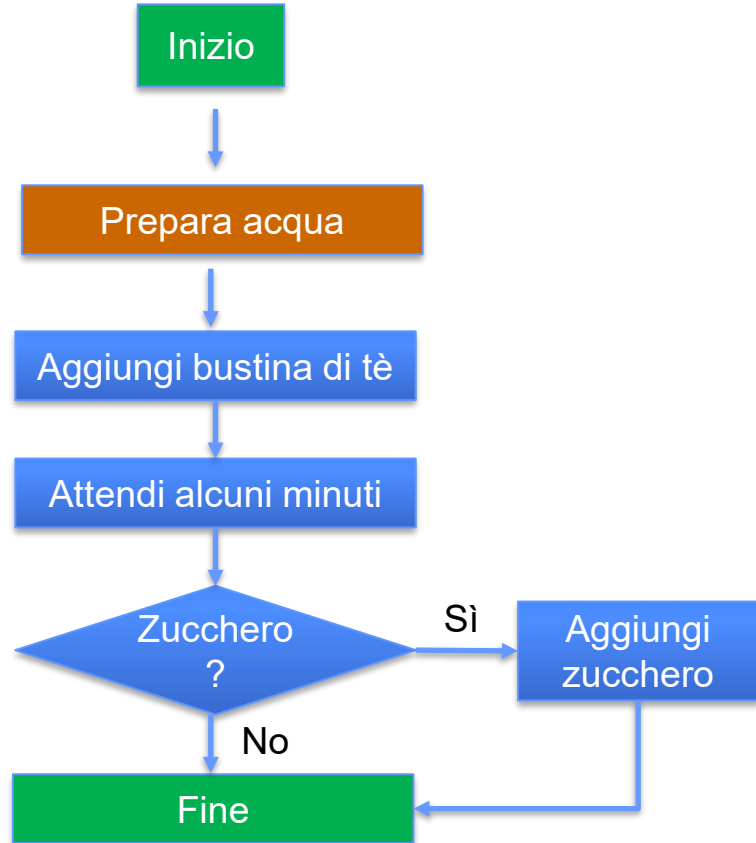 Inizio
Prepara acqua
Aggiungi bustina di tè
Attendi alcuni minuti
Zucchero
?
Sì
Aggiungi
zucchero
No
Fine